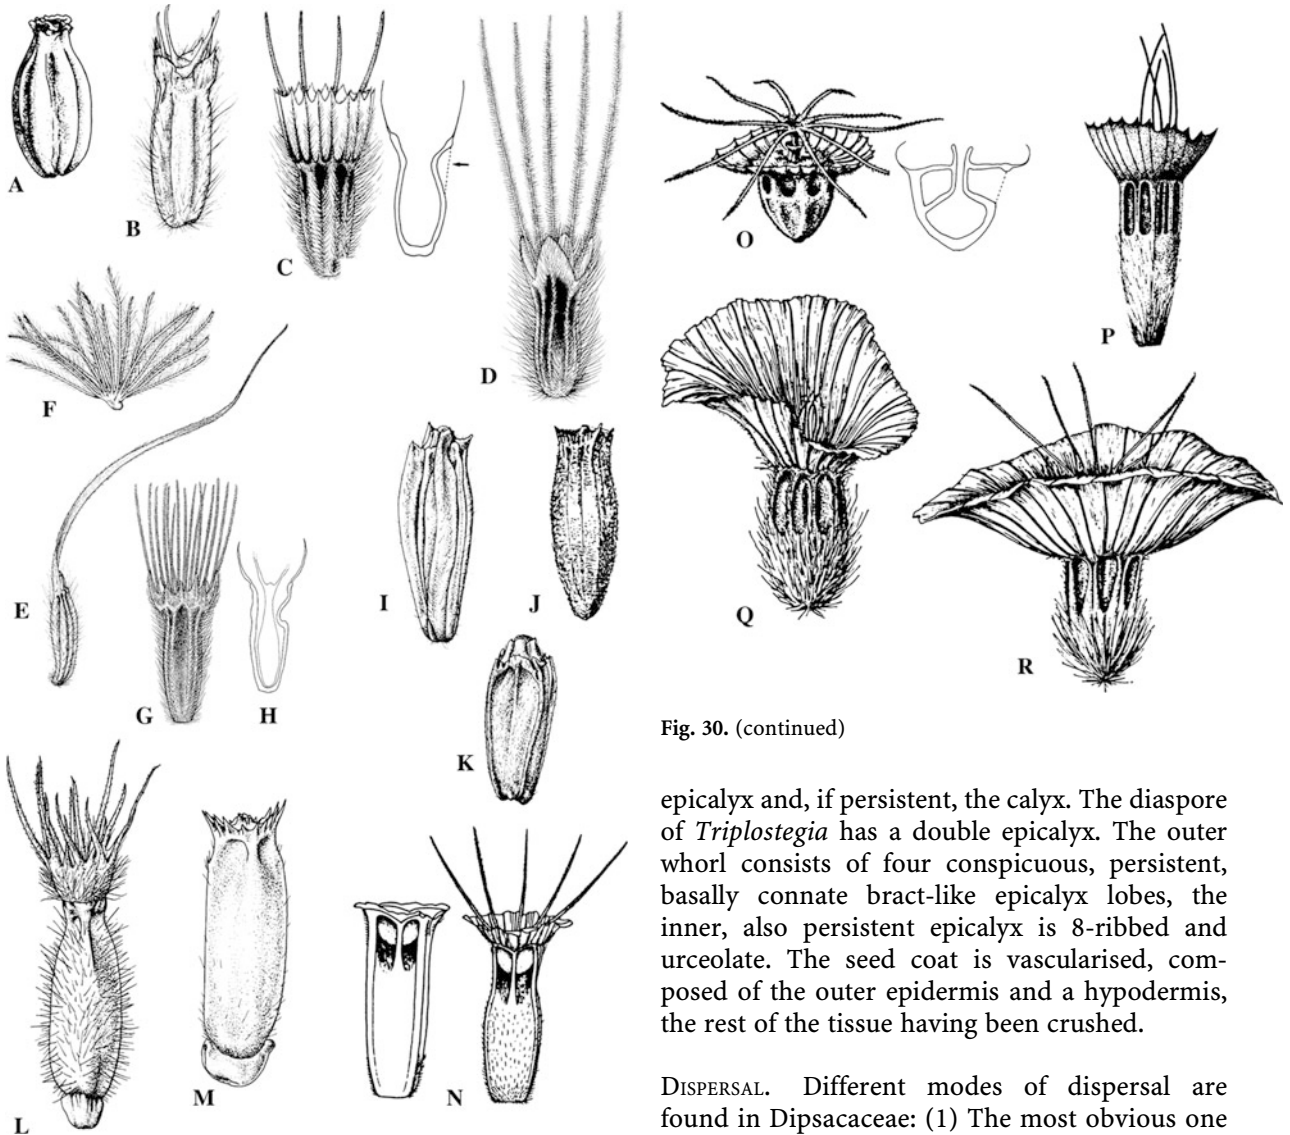 A
B
C
D
F
E
G
H
I
J
K
L
M
N
O
P
Q
R
Fig. 30. (continued)
epicalyx and, if persistent, the calyx. The diaspore
of Triplostegia has a double epicalyx. The outer
whorl consists of four conspicuous, persistent,
basally connate bract-like epicalyx lobes, the
inner, also persistent epicalyx is 8-ribbed and
urceolate. The seed coat is vascularised, com-
posed of the outer epidermis and a hypodermis,
the rest of the tissue having been crushed.
DISPERSAL. Different modes of dispersal are
found in Dipsacaceae: (1) The most obvious one